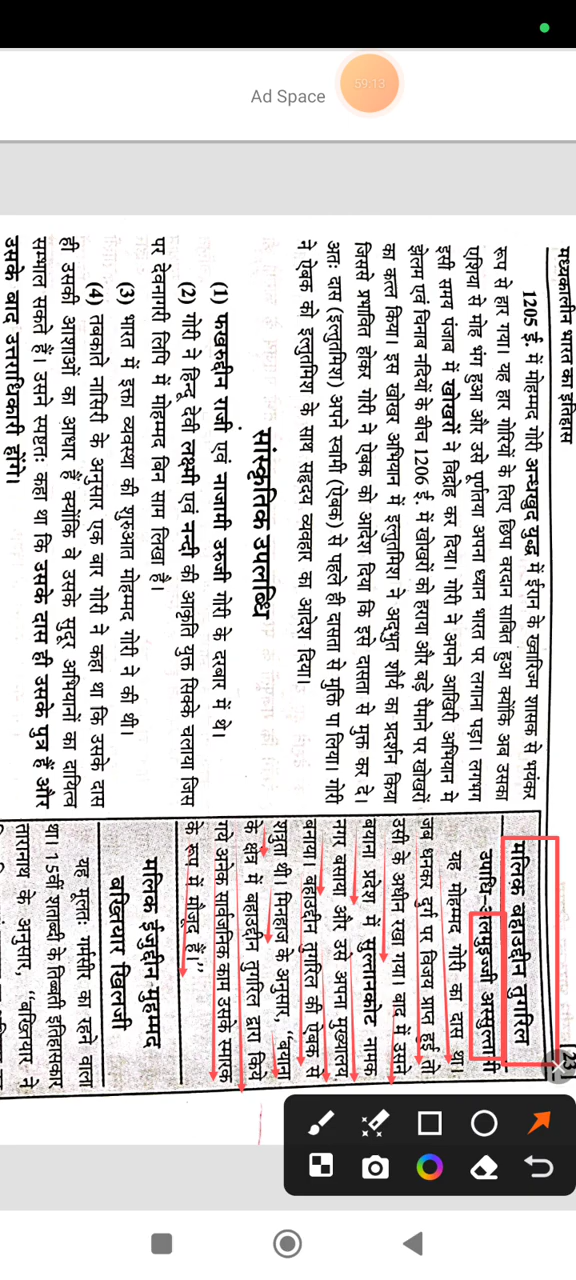 59:13
Ad Space
मध्यकालीन भारत का इतिहास
23
1205 ई. में मोहम्मद गोरी अन्दखुद युद्ध में ईरान के ख्वारिज्म शासक से भयंकर
रूप से हार गया। यह हार गोरियों के लिए छिपा वरदान साबित हुआ क्योंकि अब उसका
एशिया से मोह भंग हुआ और उसे पूर्णतया अपना ध्यान भारत पर लगाना पड़ा। लगभग
इसी समय पंजाब में खोखरों ने विद्रोह कर दिया। गोरी ने अपने आखिरी अभियान में
झेलम एवं चिनाब नदियों के बीच 1206 ई. में खोखरों को हराया और बड़े पैमाने पर खोखरों
का कत्ल किया। इस खोखर अभियान में इल्तुतमिश ने अद्भुत शौर्य का प्रदर्शन किया
जिससे प्रभावित होकर गोरी ने ऐबक को आदेश दिया कि इसे दासता से मुक्त कर दे।
अतः दास (इल्तुतमिश) अपने स्वामी (ऐबक) से पहले ही दासता से मुक्ति पा लिया। गोरी
ने ऐबक को इल्तुतमिश के साथ सहृदय व्यवहार का आदेश दिया।
सांस्कृतिक उपलब्धि
(1) फखरुद्दीन राजी एवं नाजामी उरुजी गोरी के दरबार में थे।
(2) गोरी ने हिन्दू देवी लक्ष्मी एवं नन्दी की आकृति युक्त सिक्के चलाया जिस
पर देवनागरी लिपि में मोहम्मद बिन साम लिखा है।
(3) भारत में इक्ता व्यवस्था की शुरुआत मोहम्मद गोरी ने की थी।
(4) तबकाते नासिरी के अनुसार एक बार गोरी ने कहा था कि उसके दास
ही उसकी आशाओं का आधार हैं क्योंकि वे उसके सुदूर अभियानों का दायित्व
सम्भाल सकते हैं। उसने स्पष्टतः कहा था कि उसके दास ही उसके पुत्र हैं और
उसके बाद उत्तराधिकारी होंगे।
मलिक बहाउद्दीन तुगरिल
उपाधि-
यह मोहम्मद गोरी का दास था।
जब धनकर दुर्ग पर विजय प्राप्त हुई तो
उसी के अधीन रखा गया। बाद में उसने
बयाना प्रदेश में सुल्तानकोट नामक
नगर बसाया और उसे अपना मुख्यालय
बनाया। बहाउद्दीन तुगरिल की ऐबक से
शत्रुता थी। मिनहाज के अनुसार, "बयाना
के क्षेत्र में बहाउद्दीन तुगरिल द्वारा किये
गये अनेक सार्वजनिक काम उसके स्मारक
के रूप में मौजूद हैं।"
मलिक ईजुद्दीन मुहम्मद
बख्तियार खिलजी
यह मूलतः गर्मसीर का रहने वाला
था। 15वीं शताब्दी के तिब्बती इतिहासकार
तारानाथ के अनुसार, "बख्तियार ने